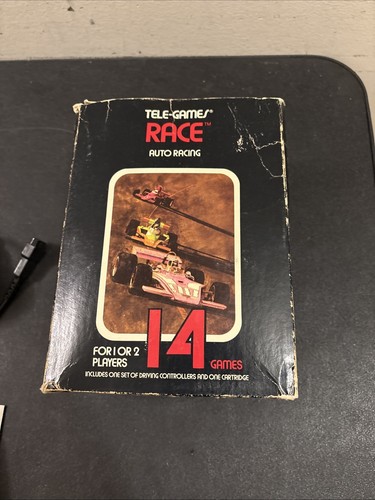 TELE-GAMES®
RACE™
AUTO RACING
FOR 1 OR 2
PLAYERS
14
GAMES
INCLUDES ONE SET OF DRIVING CONTROLLERS AND ONE CARTRIDGE